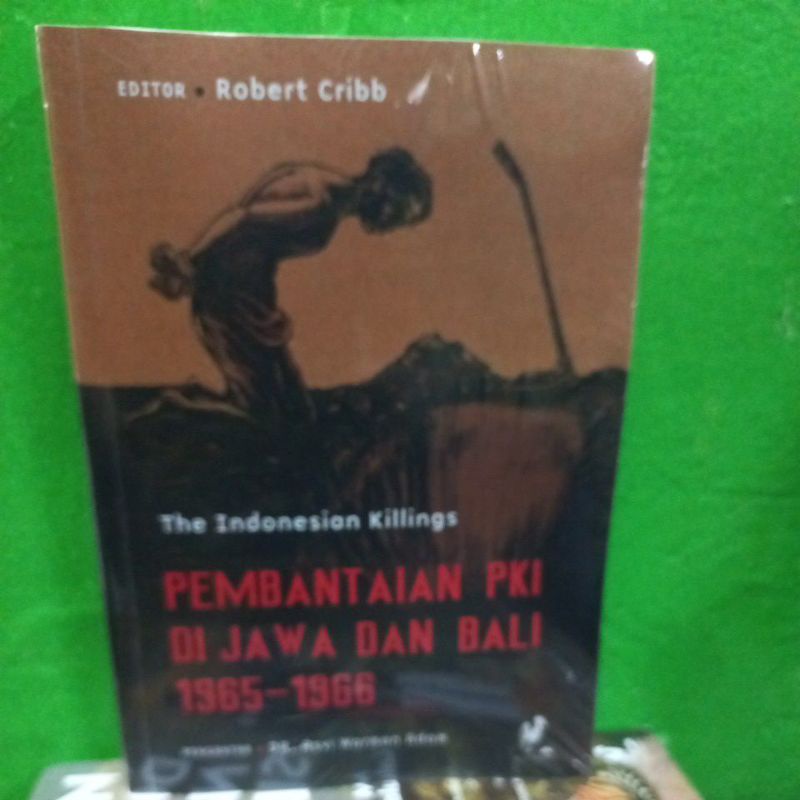 EDITOR • Robert Cribb
The Indonesian Killings
PEMBANTAIAN PKI
DI JAWA DAN BALI
1965-1966